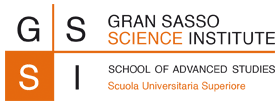 G S
S I
GRAN SASSO
SCIENCE INSTITUTE
SCHOOL OF ADVANCED STUDIES
Scuola Universitaria Superiore